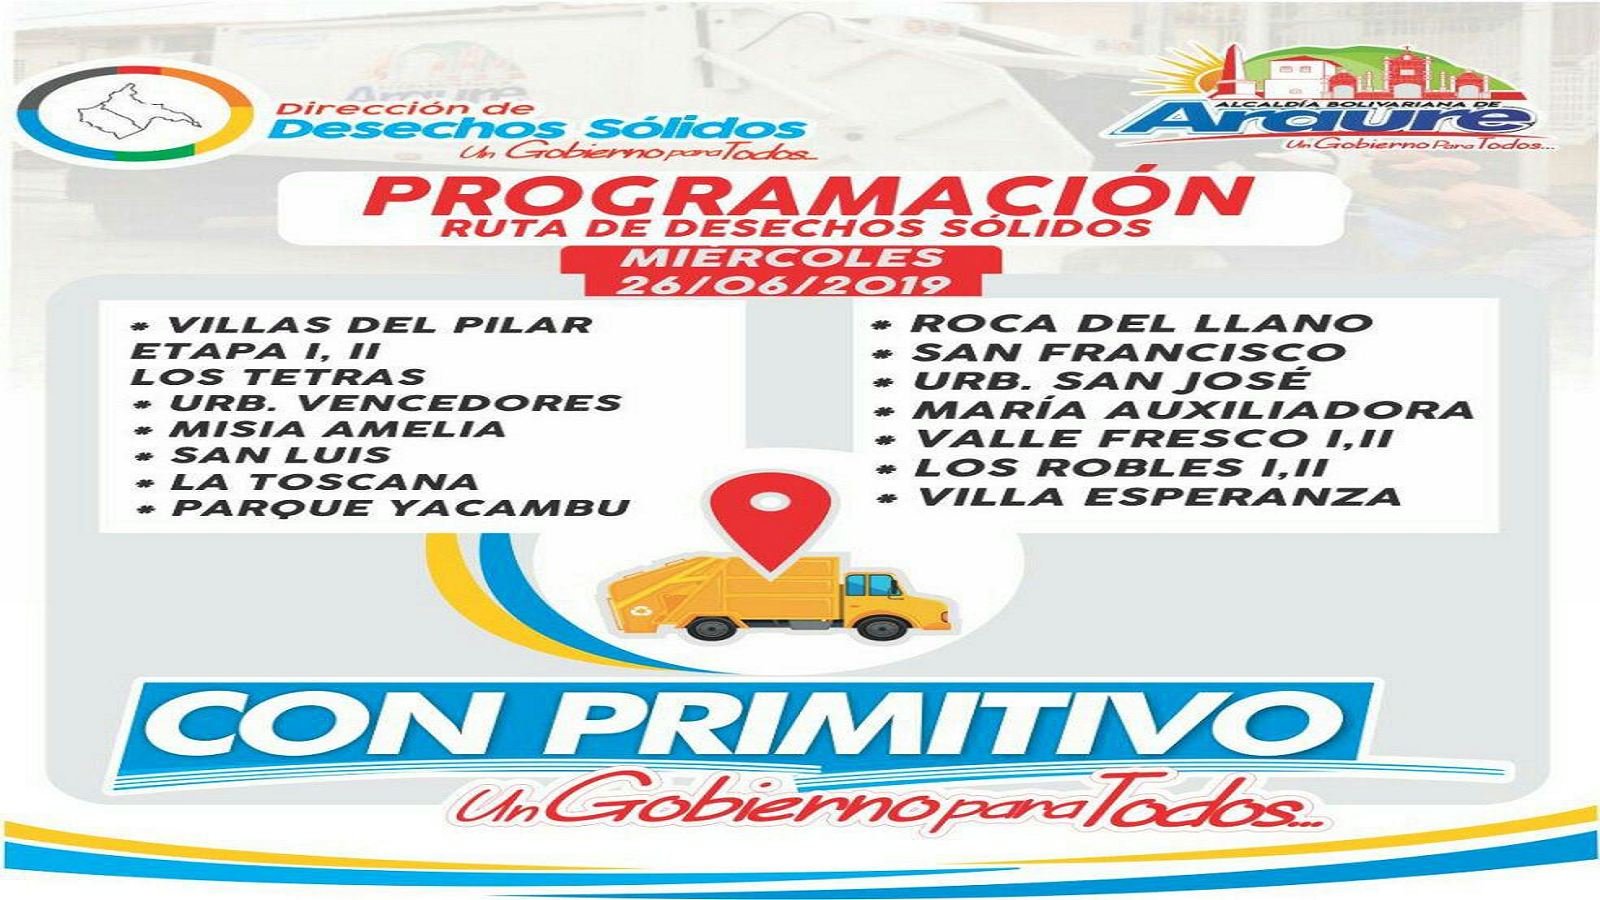 Dirección de
Desechos Sólidos
Un Gobierno para Todos...
ALCALDÍA BOLIVARIANA DE
Araure
Un Gobierno Para Todos...
PROGRAMACIÓN
RUTA DE DESECHOS SÓLIDOS
MIÉRCOLES
26/06/2019
* VILLAS DEL PILAR
ETAPA I, II
LOS TETRAS
* URB. VENCEDORES
* MISIA AMELIA
* SAN LUIS
* LA TOSCANA
* PARQUE YACAMBU
* ROCA DEL LLANO
* SAN FRANCISCO
* URB. SAN JOSÉ
* MARÍA AUXILIADORA
* VALLE FRESCO I,II
* LOS ROBLES I,II
* VILLA ESPERANZA
CON PRIMITIVO
Un Gobierno para Todos...